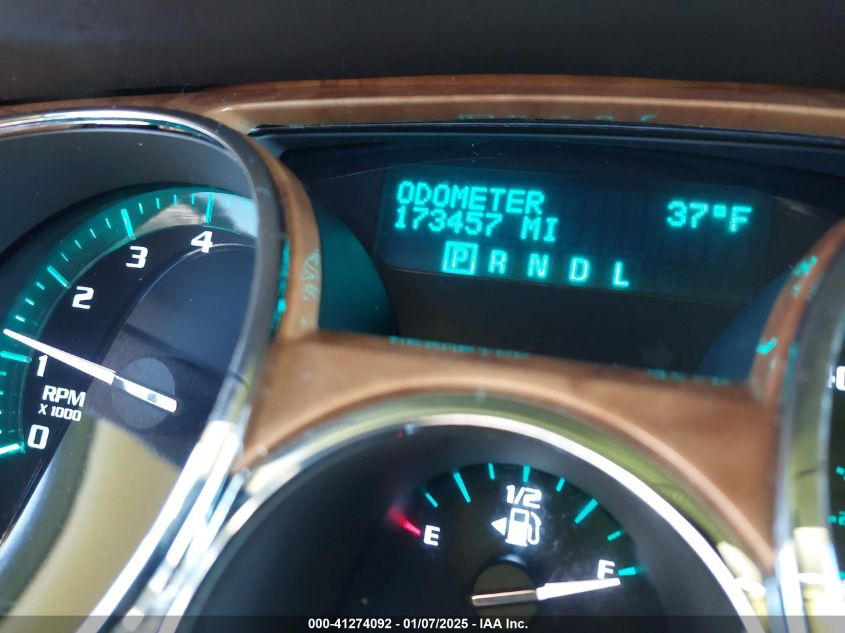 ODOMETER
173457 MI
37°F
P R N D L
4
3
2
1
0
RPM
X 1000
1/2
E
F
000-41274092 - 01/07/2025 - IAA Inc.